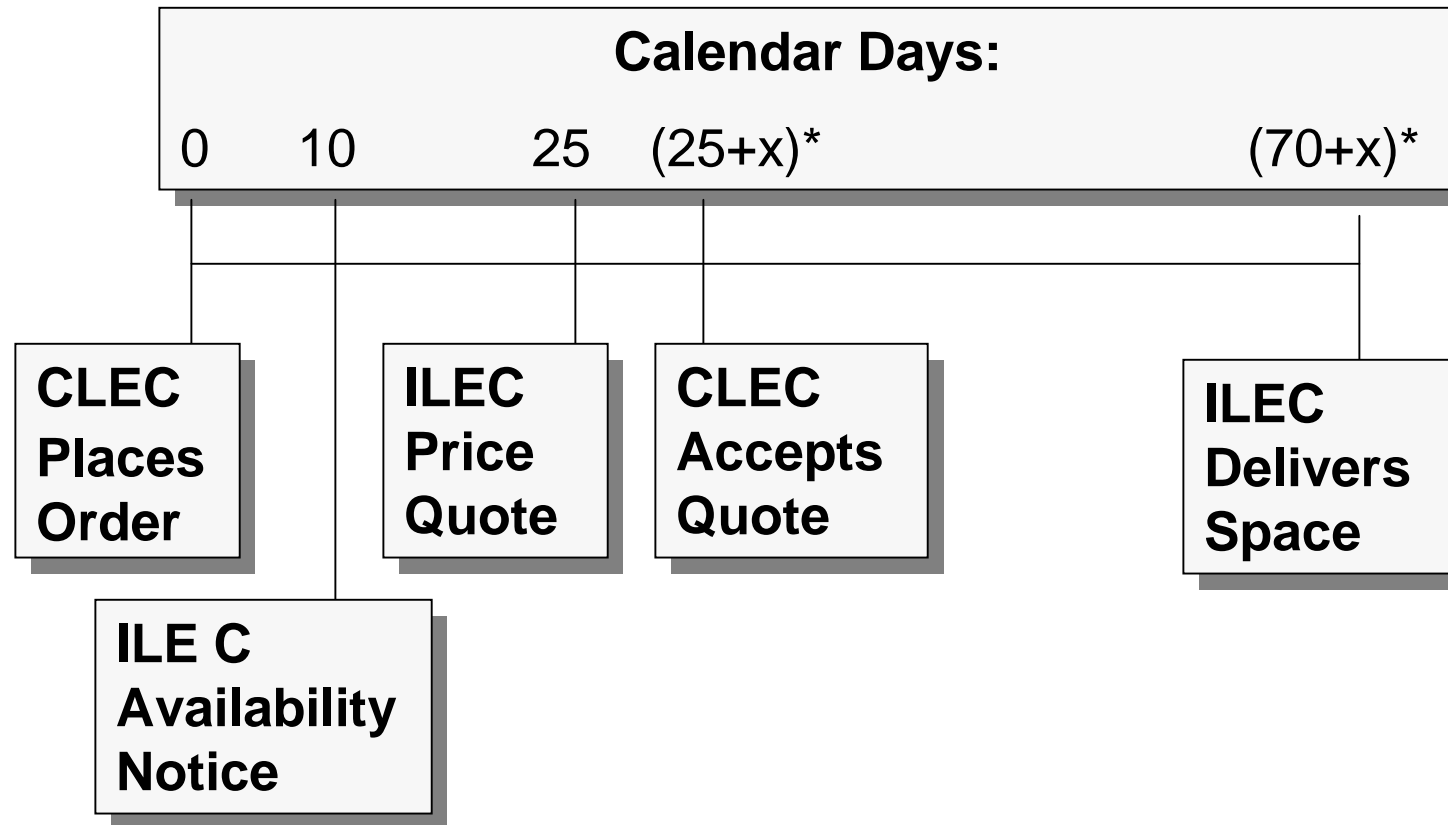 Calendar Days:
0 10 25 (25+x)* (70+x)*
CLEC
Places
Order
ILEC
Price
Quote
CLEC
Accepts
Quote
ILEC
Delivers
Space
ILE C
Availability
Notice